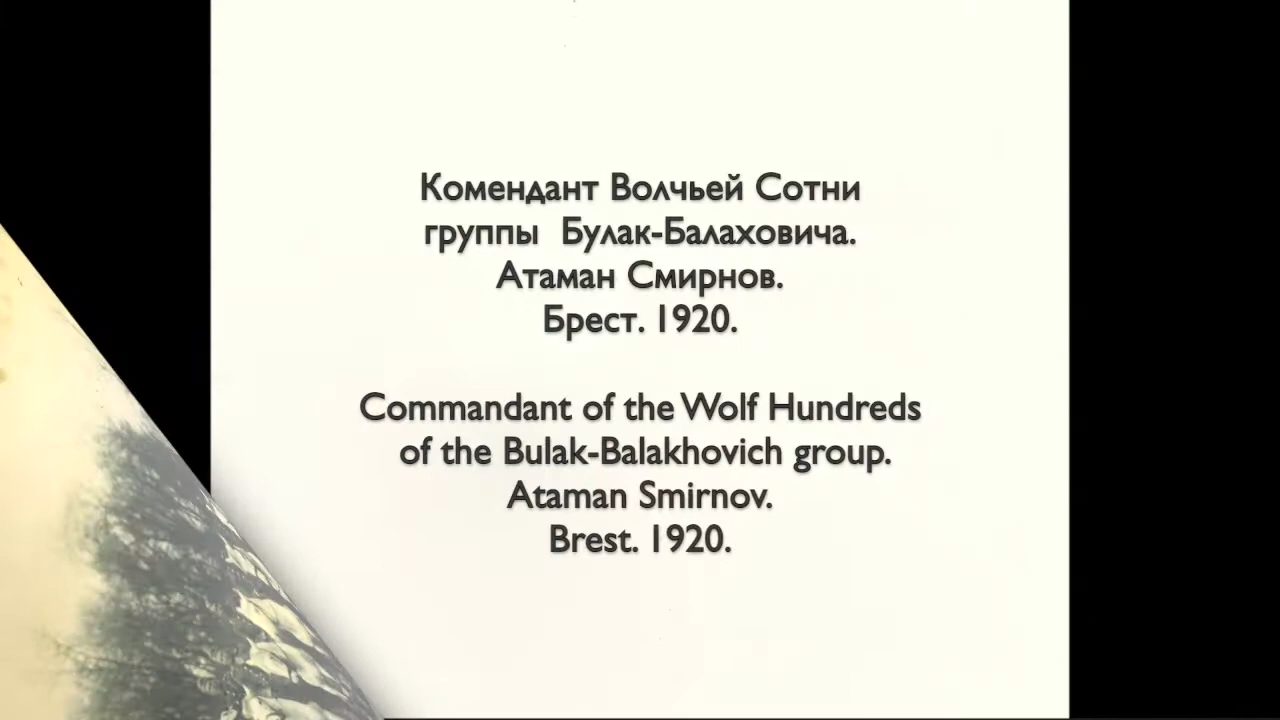 Комендант Волчьей Сотни
группы Булак-Балаховича.
Атаман Смирнов.
Брест. 1920.
Commandant of the Wolf Hundreds
of the Bulak-Balakhovich group.
Ataman Smirnov.
Brest. 1920.